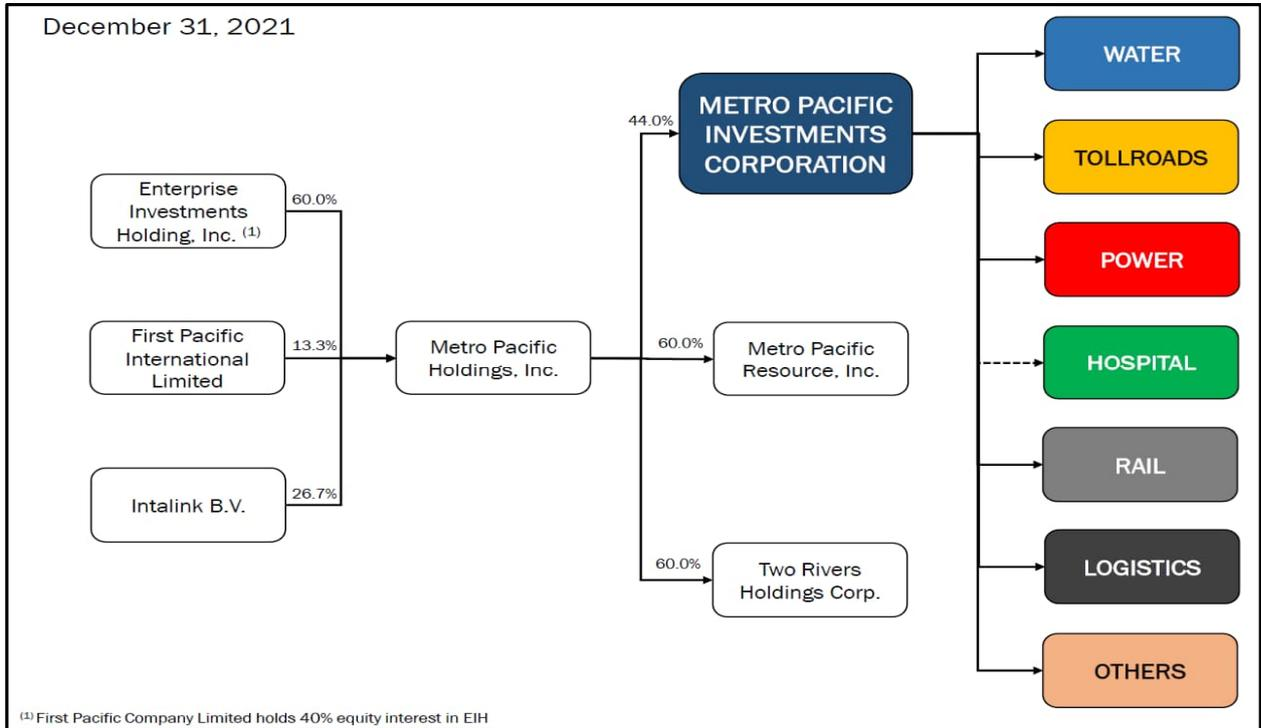 December 31, 2021
Enterprise
Investments
Holding, Inc. (1)
60.0%
First Pacific
International
Limited
13.3%
Intalink B.V.
26.7%
Metro Pacific
Holdings, Inc.
44.0%
METRO PACIFIC
INVESTMENTS
CORPORATION
60.0%
Metro Pacific
Resource, Inc.
60.0%
Two Rivers
Holdings Corp.
WATER
TOLLROADS
POWER
HOSPITAL
RAIL
LOGISTICS
OTHERS
(1) First Pacific Company Limited holds 40% equity interest in EIH